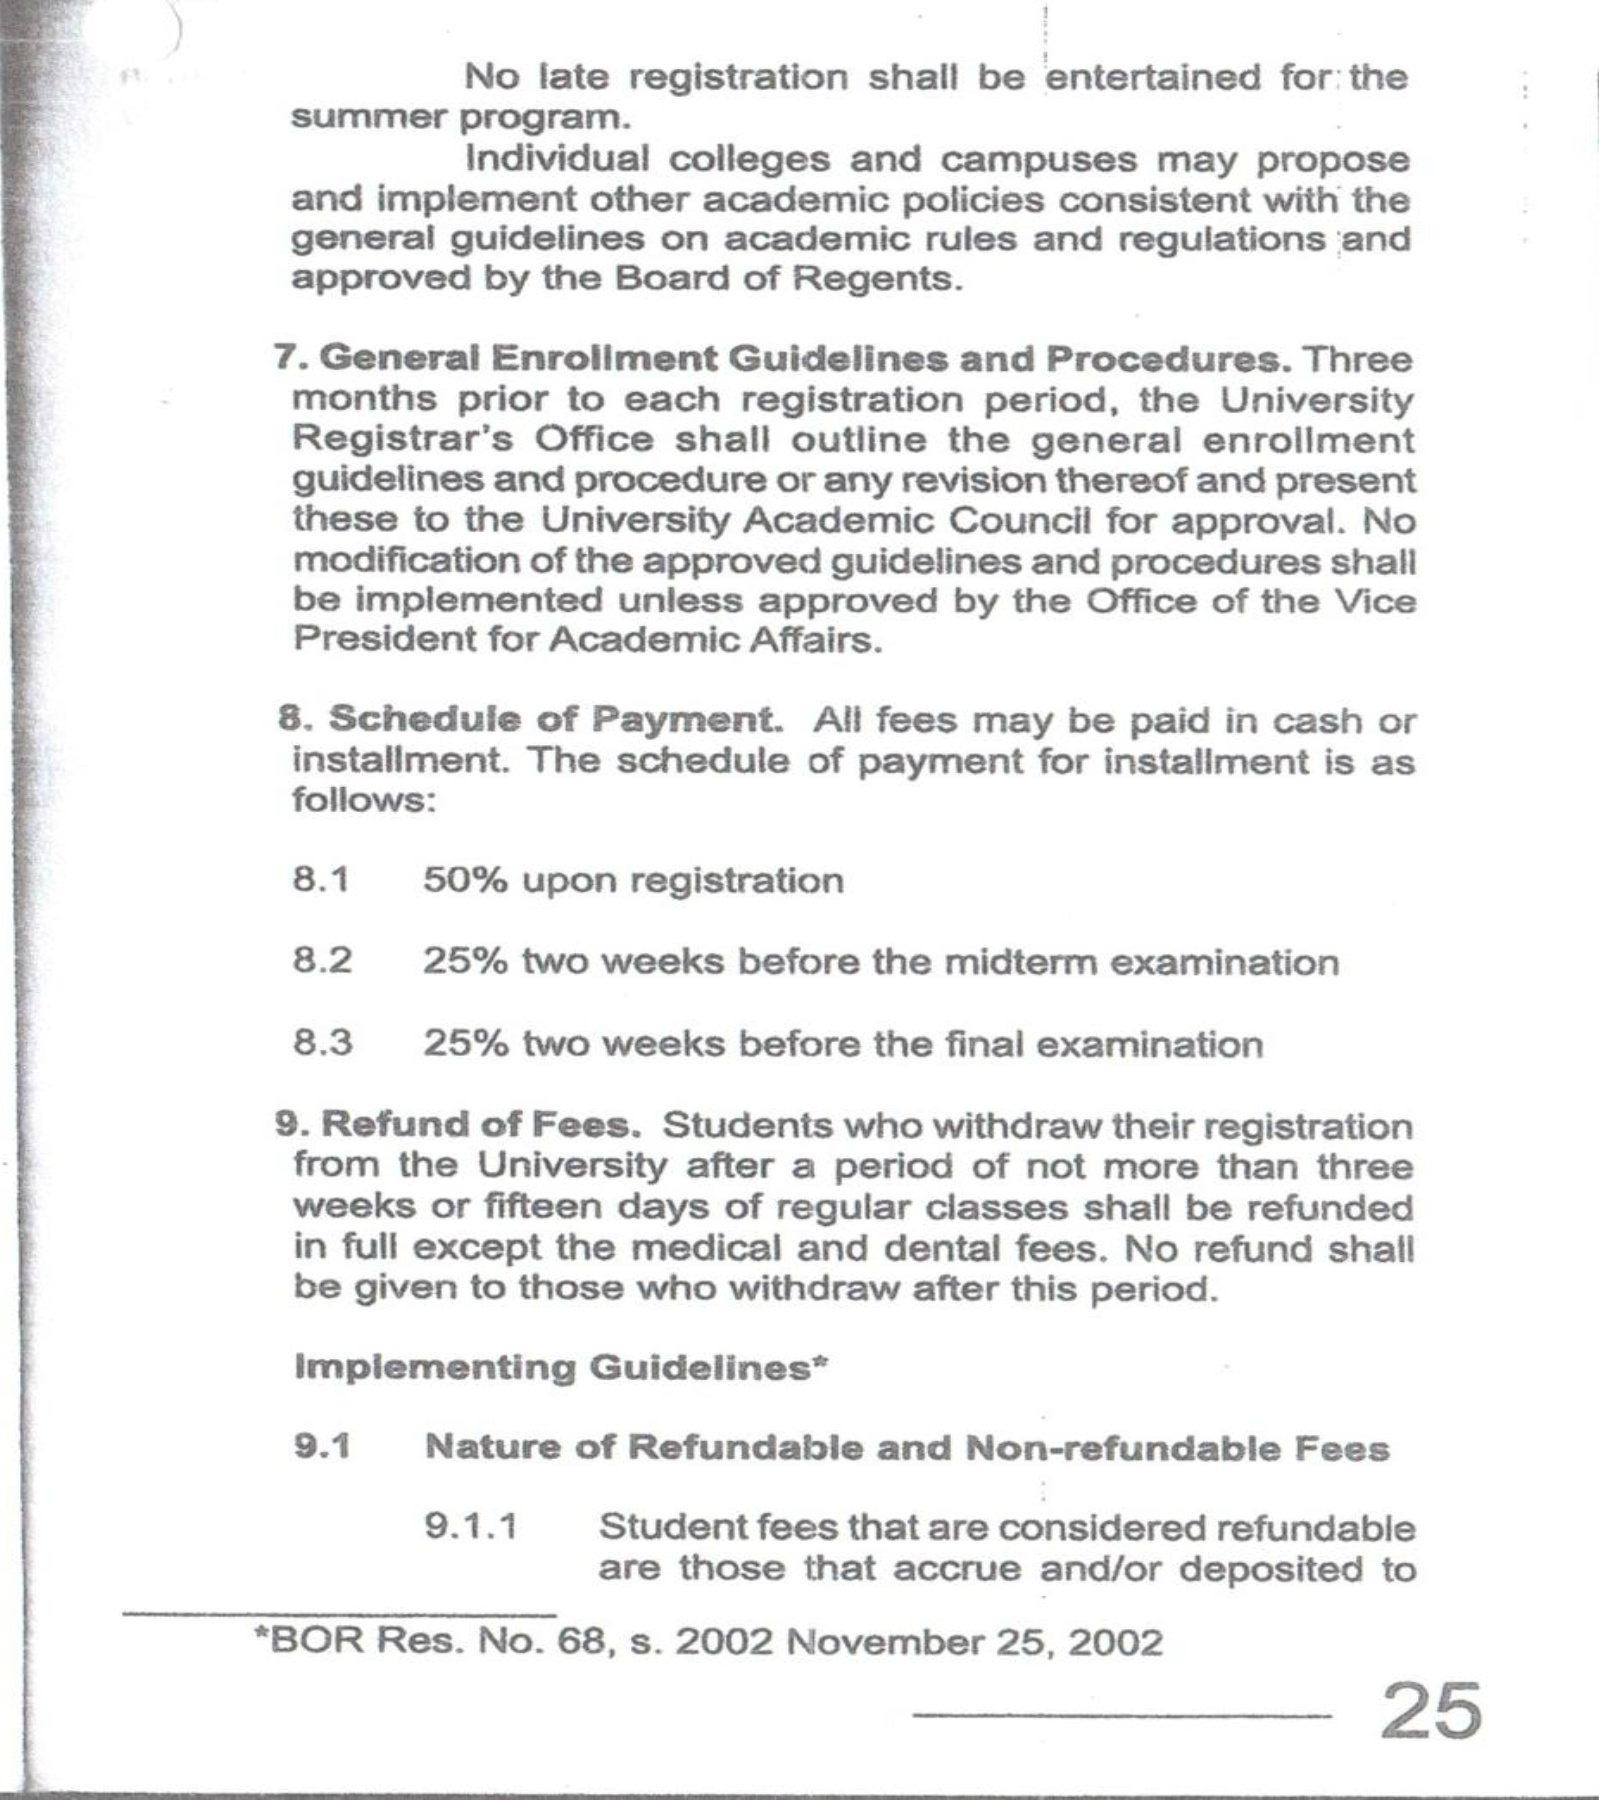 No late registration shall be entertained for the
summer program.
Individual colleges and campuses may propose
and implement other academic policies consistent with the
general guidelines on academic rules and regulations and
approved by the Board of Regents.
7. General Enrollment Guidelines and Procedures. Three
months prior to each registration period, the University
Registrar's Office shall outline the general enrollment
guidelines and procedure or any revision thereof and present
these to the University Academic Council for approval. No
modification of the approved guidelines and procedures shall
be implemented unless approved by the Office of the Vice
President for Academic Affairs.
8. Schedule of Payment. All fees may be paid in cash or
installment. The schedule of payment for installment is as
follows:
8.1 50% upon registration
8.2 25% two weeks before the midterm examination
8.3 25% two weeks before the final examination
9. Refund of Fees. Students who withdraw their registration
from the University after a period of not more than three
weeks or fifteen days of regular classes shall be refunded
in full except the medical and dental fees. No refund shall
be given to those who withdraw after this period.
Implementing Guidelines*
9.1 Nature of Refundable and Non-refundable Fees
9.1.1 Student fees that are considered refundable
are those that accrue and/or deposited to
*BOR Res. No. 68, s. 2002 November 25, 2002
25